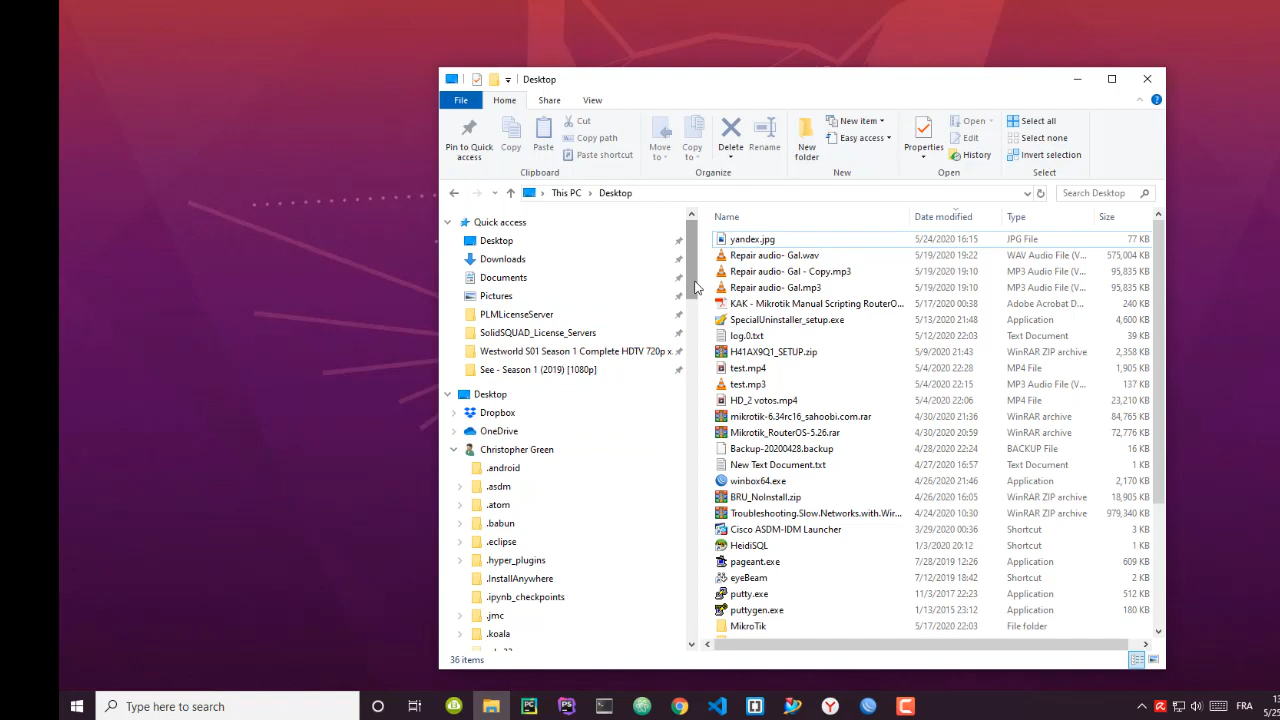 Desktop
File Home Share View
Pin to Quick access
Copy
Paste
Cut
Copy path
Paste shortcut
Clipboard
Move to
Copy to
Delete
Rename
Organize
New folder
New item
Easy access
New
Properties
Open
Edit
History
Open
Select all
Select none
Invert selection
Select
This PC Desktop
Search Desktop
Quick access
Desktop
Downloads
Documents
Pictures
PLMLicenseServer
SolidSQUAD_License_Servers
Westworld S01 Season 1 Complete HDTV 720p x.
See - Season 1 (2019) [1080p]
Desktop
Dropbox
OneDrive
Christopher Green
.android
.asdm
.atom
.babun
.eclipse
.hyper_plugins
.InstallAnywhere
.ipynb_checkpoints
.jmc
.koala
Name Date modified Type Size
yandex.jpg 5/24/2020 16:15 JPG File 77 KB
Repair audio- Gal.wav 5/19/2020 19:22 WAV Audio File (V... 575,004 KB
Repair audio- Gal - Copy.mp3 5/19/2020 19:10 MP3 Audio File (V... 95,835 KB
Repair audio- Gal.mp3 5/19/2020 19:10 MP3 Audio File (V... 95,835 KB
KAK - Mikrotik Manual Scripting RouterO... 5/17/2020 00:38 Adobe Acrobat D... 240 KB
SpecialUninstaller_setup.exe 5/13/2020 21:48 Application 4,600 KB
log.0.txt 5/12/2020 22:03 Text Document 39 KB
H41AX9Q1_SETUP.zip 5/9/2020 21:43 WinRAR ZIP archive 2,358 KB
test.mp4 5/4/2020 22:28 MP4 File 1,905 KB
test.mp3 5/4/2020 22:15 MP3 Audio File (V... 137 KB
HD_2 votos.mp4 5/4/2020 22:06 MP4 File 23,210 KB
mikrotik-6.34rc16_sahoobi.com.rar 4/30/2020 21:36 WinRAR archive 84,765 KB
Mikrotik_RouterOS-5.26.rar 4/30/2020 20:59 WinRAR archive 72,776 KB
Backup-20200428.backup 4/28/2020 22:24 BACKUP File 16 KB
New Text Document.txt 4/27/2020 16:57 Text Document 1 KB
winbox64.exe 4/26/2020 21:46 Application 2,170 KB
BRU_NoInstall.zip 4/26/2020 16:05 WinRAR ZIP archive 18,905 KB
Troubleshooting.Slow.Networks.with.Wir... 4/24/2020 10:30 WinRAR ZIP archive 979,340 KB
Cisco ASDM-IDM Launcher 3/29/2020 00:36 Shortcut 3 KB
HeidiSQL 1/3/2020 20:12 Shortcut 1 KB
pageant.exe 7/28/2019 12:26 Application 609 KB
eyeBeam 7/12/2019 18:42 Shortcut 2 KB
putty.exe 11/3/2017 22:23 Application 512 KB
puttygen.exe 1/13/2015 23:12 Application 180 KB
MikroTik 5/17/2020 22:03 File folder
36 items
Type here to search
PC
PS
FRA